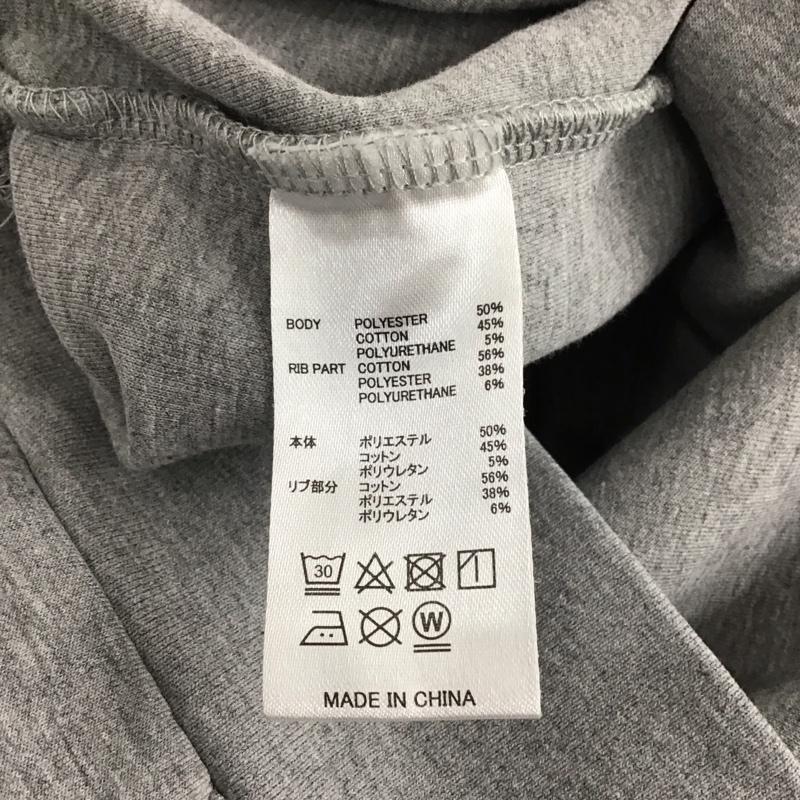 BODY POLYESTER 50%
COTTON 45%
POLYURETHANE 5%
RIB PART COTTON 56%
POLYESTER 38%
POLYURETHANE 6%
本体 ポリエステル 50%
コットン 45%
ポリウレタン 5%
リブ部分 コットン 56%
ポリエステル 38%
ポリウレタン 6%
30
W
MADE IN CHINA